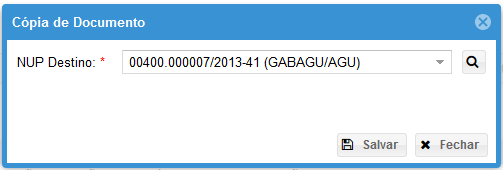 Cópia de Documento
NUP Destino: * 00400.000007/2013-41 (GABAGU/AGU)
Salvar Fechar